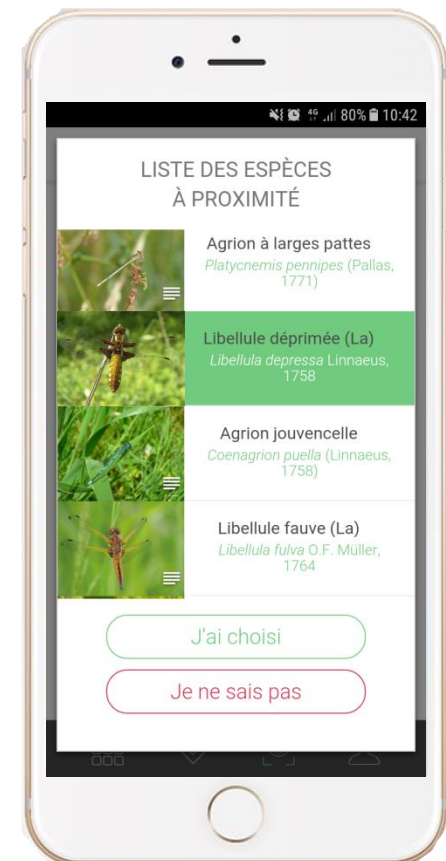 4G 80% 10:42
LISTE DES ESPÈCES
À PROXIMITÉ
Agrion à larges pattes
Platycnemis pennipes (Pallas,
1771)
Libellule déprimée (La)
Libellula depressa Linnaeus,
1758
Agrion jouvencelle
Coenagrion puella (Linnaeus,
1758)
Libellule fauve (La)
Libellula fulva O.F. Müller,
1764
J'ai choisi
Je ne sais pas